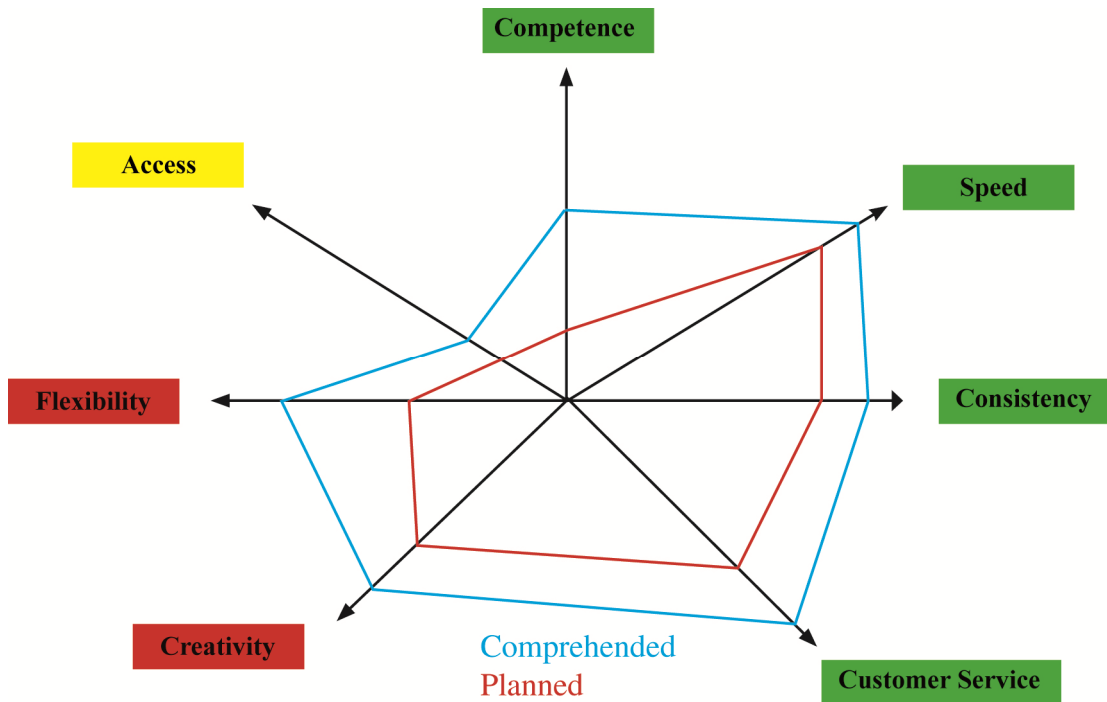 Competence
Access
Speed
Flexibility
Consistency
Creativity
Comprehended
Planned
Customer Service